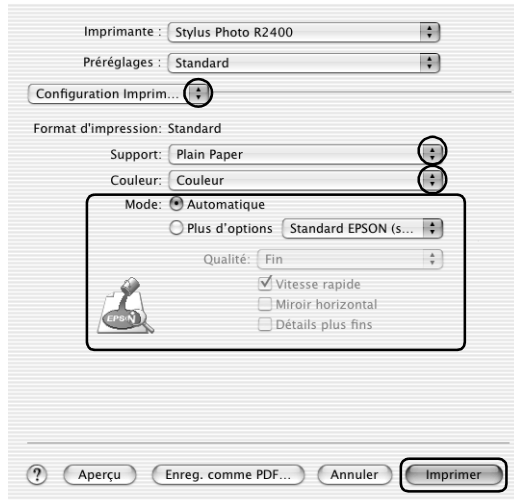 Imprimante : Stylus Photo R2400
Préréglages : Standard
Configuration Imprim...
Format d'impression: Standard
Support: Plain Paper
Couleur: Couleur
Mode: Automatique
Plus d'options Standard EPSON (s...
Qualité: Fin
Vitesse rapide
Miroir horizontal
Détails plus fins
EPSON
? Aperçu Enreg. comme PDF... Annuler Imprimer